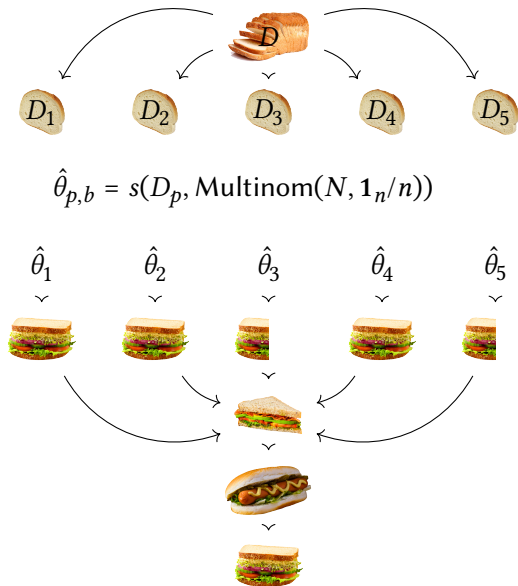 D
D₁ D₂ D₃ D₄ D₅
θ̂ₚ,b = s(Dₚ, Multinom(N, 𝟏ₙ/n))
θ̂₁ θ̂₂ θ̂₃ θ̂₄ θ̂₅